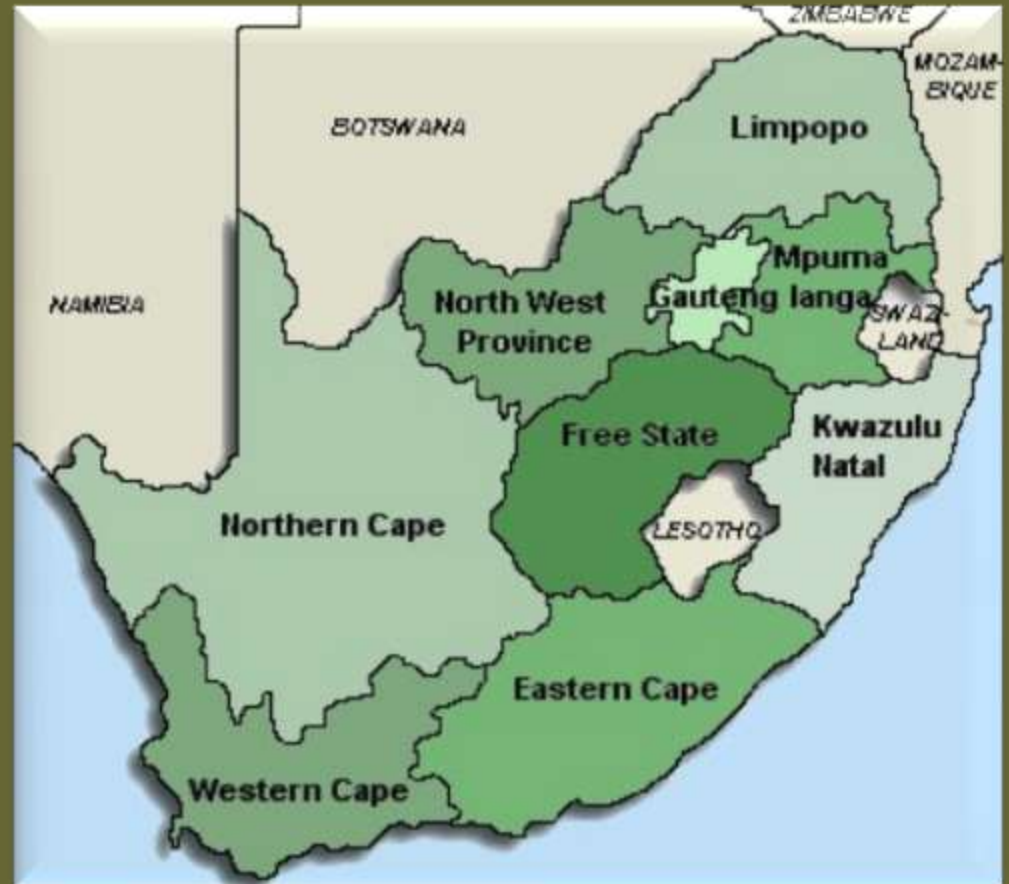 ZIMBABWE
MOZAM-
BIQUE
BOTSWANA
Limpopo
NAMIBIA
Mpuma
langa
Gauteng
North West
Province
SWAZ-
LAND
Free State
Kwazulu
Natal
Northern Cape
LESOTHO
Eastern Cape
Western Cape